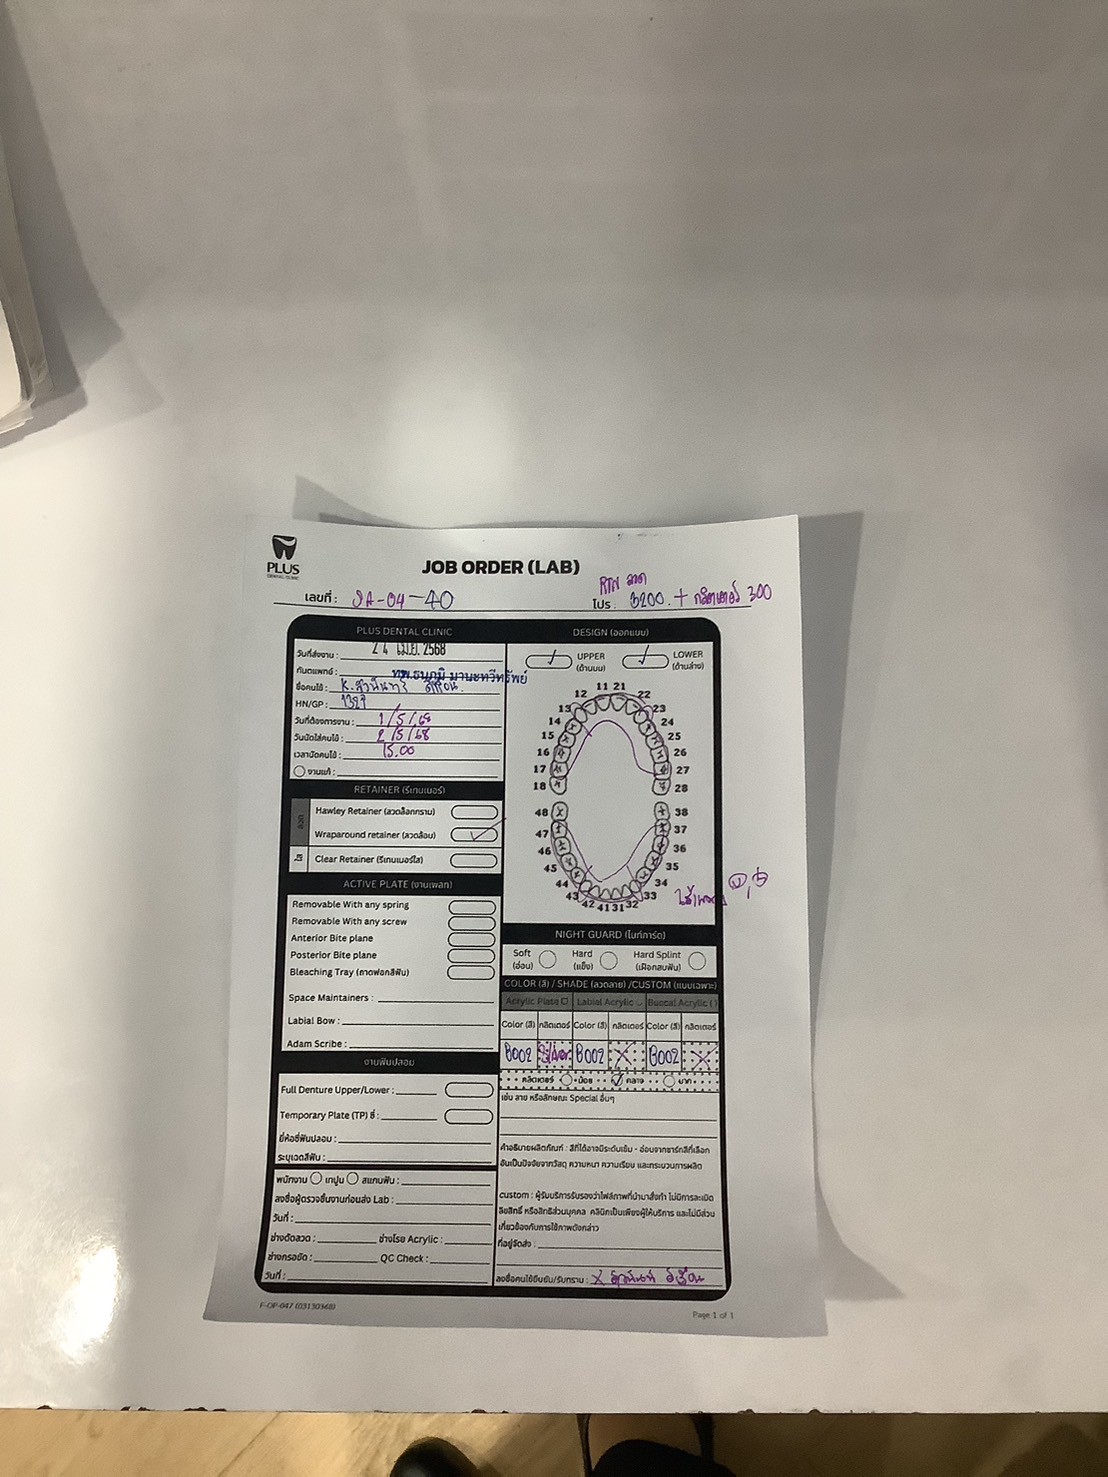 PLUS
DENTAL CLINIC
JOB ORDER (LAB)
เลขที่ : SA-04-40
RTN ลวด
โปร : 3200.+ กลิตเตอร์ 300
PLUS DENTAL CLINIC
วันที่ส่งงาน : 24 เม.ย. 2568
ทันตแพทย์ : ทพ.ธนภูมิ มานะทวีทรัพย์
ชื่อคนไข้ : K.
HN/GP : 1329
วันที่ต้องการงาน : 1/5/68
วันนัดใส่คนไข้ : 2/5/68
เวลานัดคนไข้ : 15.00
งานแก้ :
RETAINER (รีเทนเนอร์)
ลวด
Hawley Retainer (ลวดล็อกกราม)
Wraparound retainer (ลวดล้อม)
ใส
Clear Retainer (รีเทนเนอร์ใส)
ACTIVE PLATE (งานเพลท)
Removable With any spring
Removable With any screw
Anterior Bite plane
Posterior Bite plane
Bleaching Tray (ถาดฟอกสีฟัน)
Space Maintainers :
Labial Bow :
Adam Scribe :
งานฟันปลอม
Full Denture Upper/Lower :
Temporary Plate (TP) ซี่ :
ยี่ห้อซี่ฟันปลอม :
ระบุเฉดสีฟัน :
พนักงาน เทปูน สแกนฟัน :
ลงชื่อผู้ตรวจชิ้นงานก่อนส่ง Lab :
วันที่ :
ช่างดัดลวด : ช่างโรย Acrylic :
ช่างกรอขัด : QC Check :
วันที่ :
DESIGN (ออกแบบ)
UPPER (ด้านบน) LOWER (ด้านล่าง)
11 21
12 22
13 23
14 24
15 25
16 26
17 27
18 28
48 38
47 37
46 36
45 35
44 34
43 33
42 41 31 32
NIGHT GUARD (ไนท์การ์ด)
Soft (อ่อน) Hard (แข็ง) Hard Splint (เฝือกสบฟัน)
COLOR (สี) / SHADE (ลวดลาย) /CUSTOM (แบบเฉพาะ)
Acrylic Plate Labial Acrylic Buccal Acrylic ( )
Color (สี) กลิตเตอร์ Color (สี) กลิตเตอร์ Color (สี) กลิตเตอร์
B002 Silver B002 X B002 X
กลิตเตอร์ น้อย กลาง มาก
เช่น ลาย หรือลักษณะ Special อื่นๆ
คำอธิบายผลิตภัณฑ์ : สีที่ได้อาจมีระดับเข้ม - อ่อนจากชาร์ทสีที่เลือก
อันเป็นปัจจัยจากวัสดุ ความหนา ความเรียบ และกระบวนการผลิต
custom : ผู้รับบริการรับรองว่าไฟล์ภาพที่นำมาสั่งทำ ไม่มีการละเมิด
ลิขสิทธิ์ หรือสิทธิส่วนบุคคล คลินิกเป็นเพียงผู้ให้บริการ และไม่มีส่วน
เกี่ยวข้องกับการใช้ภาพดังกล่าว
ที่อยู่จัดส่ง :
ลงชื่อคนไข้ยืนยัน/รับทราบ : X
F-OP-047 (03130368)
Page 1 of 1